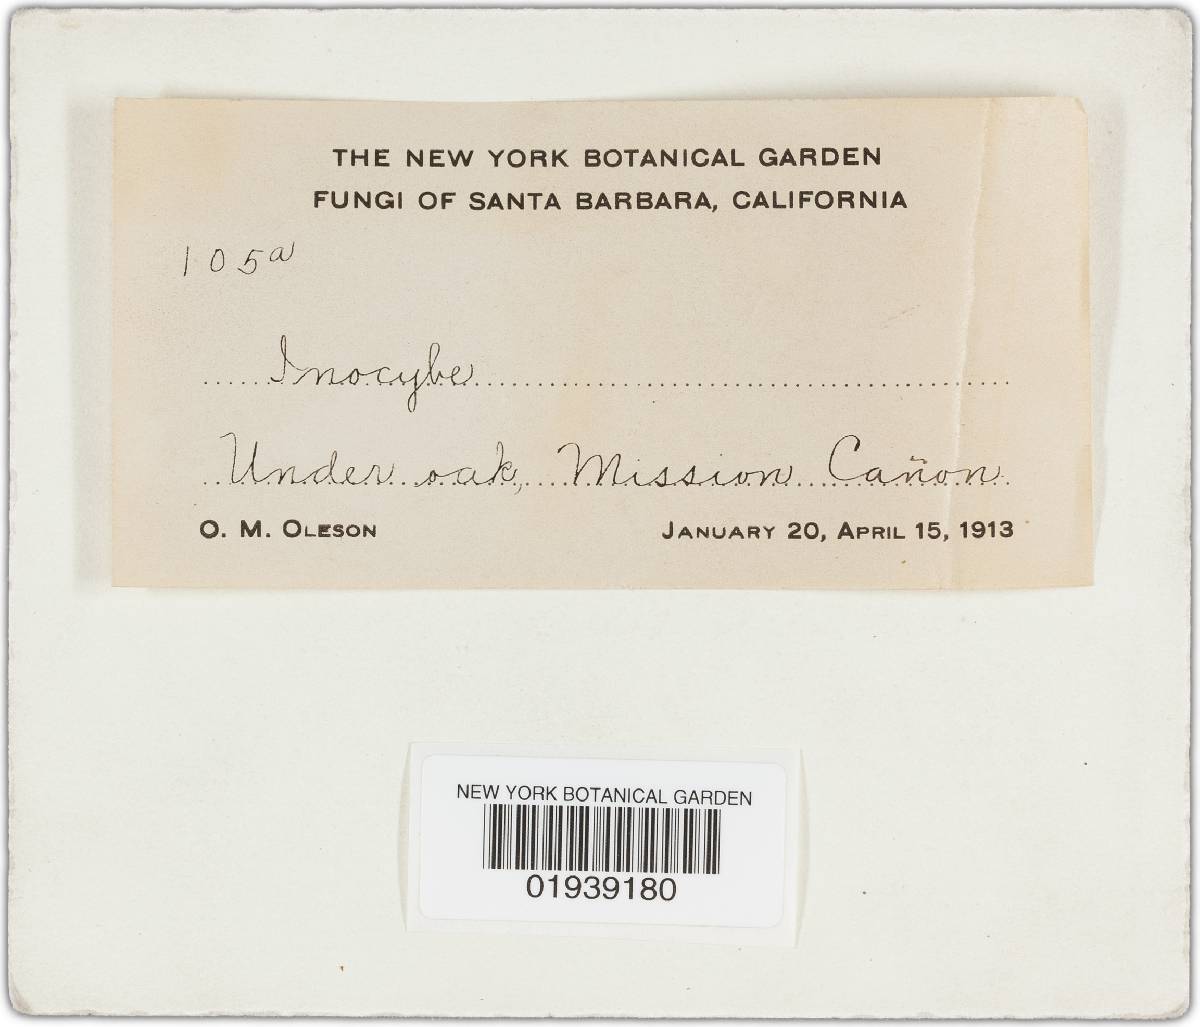 THE NEW YORK BOTANICAL GARDEN
FUNGI OF SANTA BARBARA, CALIFORNIA
105a
Inocybe
Under oak, Mission Cañon
O. M. OLESON JANUARY 20, APRIL 15, 1913
NEW YORK BOTANICAL GARDEN
01939180